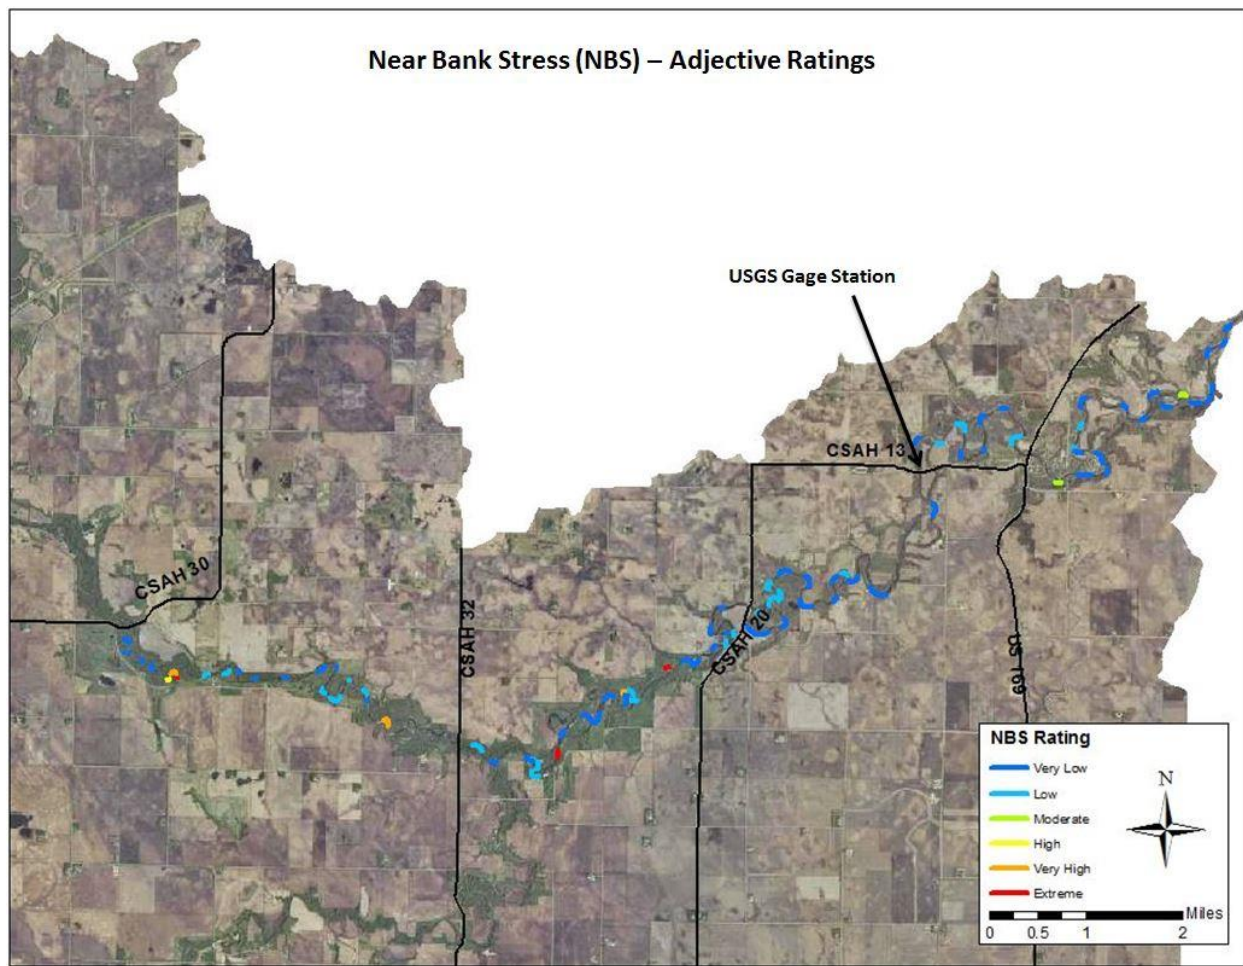 Near Bank Stress (NBS) – Adjective Ratings
USGS Gage Station
CSAH 13
CSAH 30
CSAH 32
CSAH 20
US 169
NBS Rating
Very Low
Low
Moderate
High
Very High
Extreme
N
Miles
0 0.5 1 2